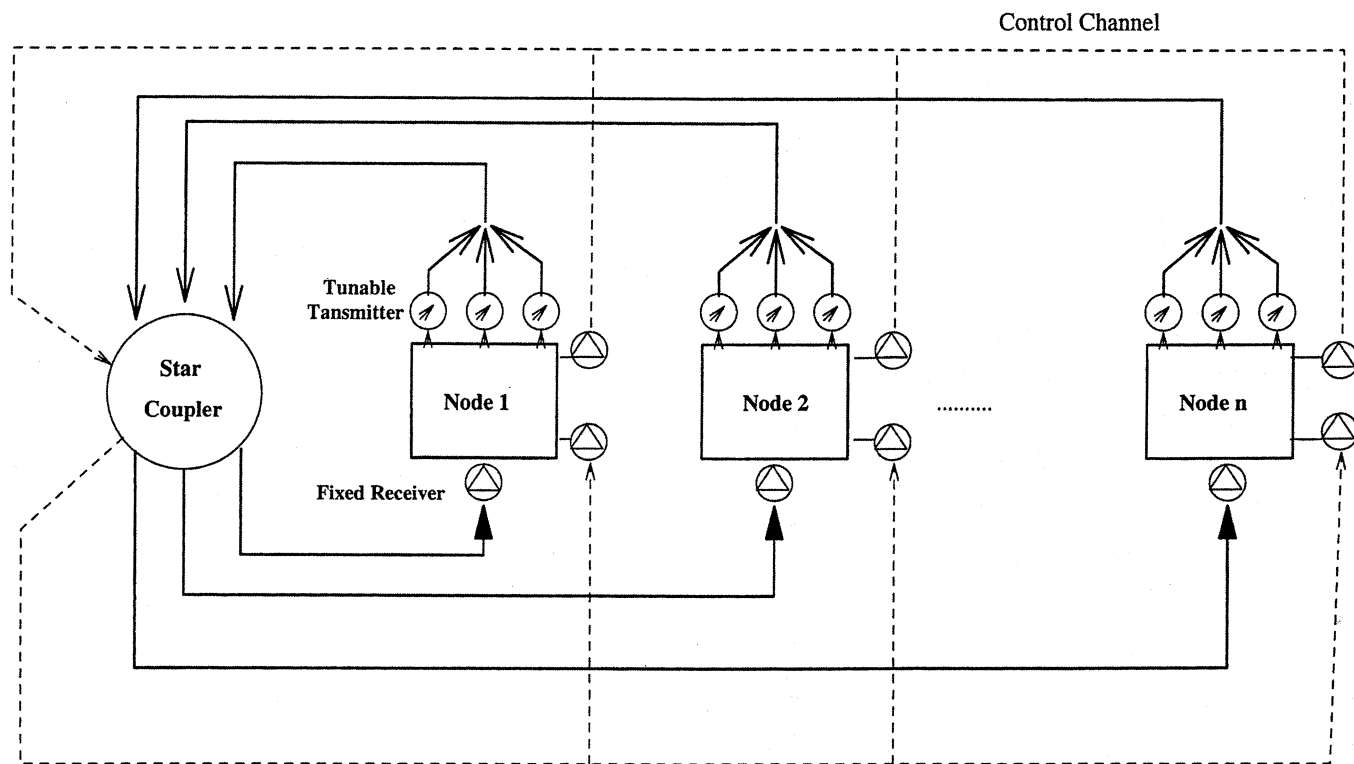 Control Channel
Tunable
Tansmitter
Star
Coupler
Node 1
Node 2
..........
Node n
Fixed Receiver